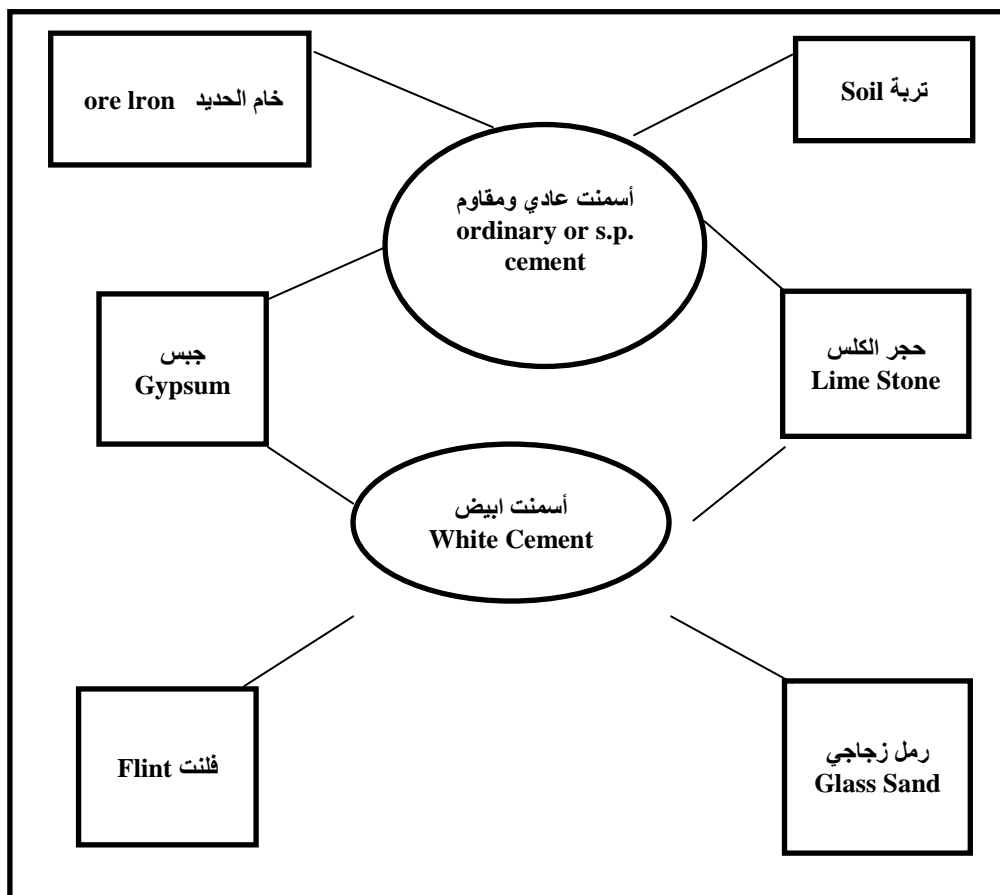 خام الحديد ore lron
تربة Soil
أسمنت عادي ومقاوم
ordinary or s.p.
cement
جبس
Gypsum
حجر الكلس
Lime Stone
أسمنت ابيض
White Cement
فلنت Flint
رمل زجاجي
Glass Sand